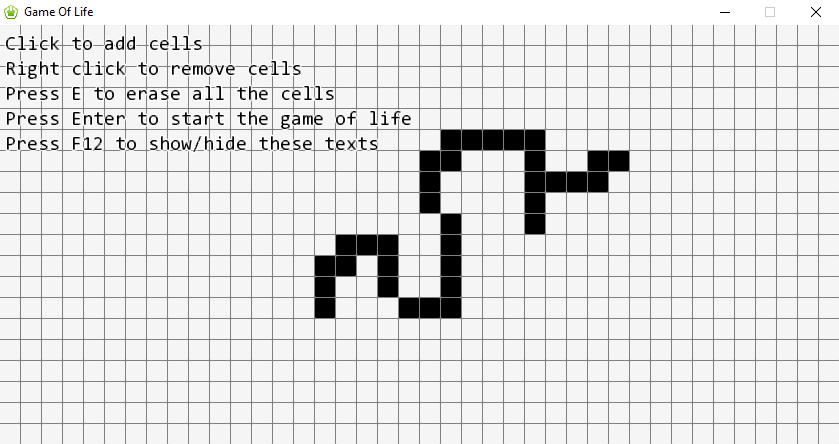 Game Of Life
Click to add cells
Right click to remove cells
Press E to erase all the cells
Press Enter to start the game of life
Press F12 to show/hide these texts